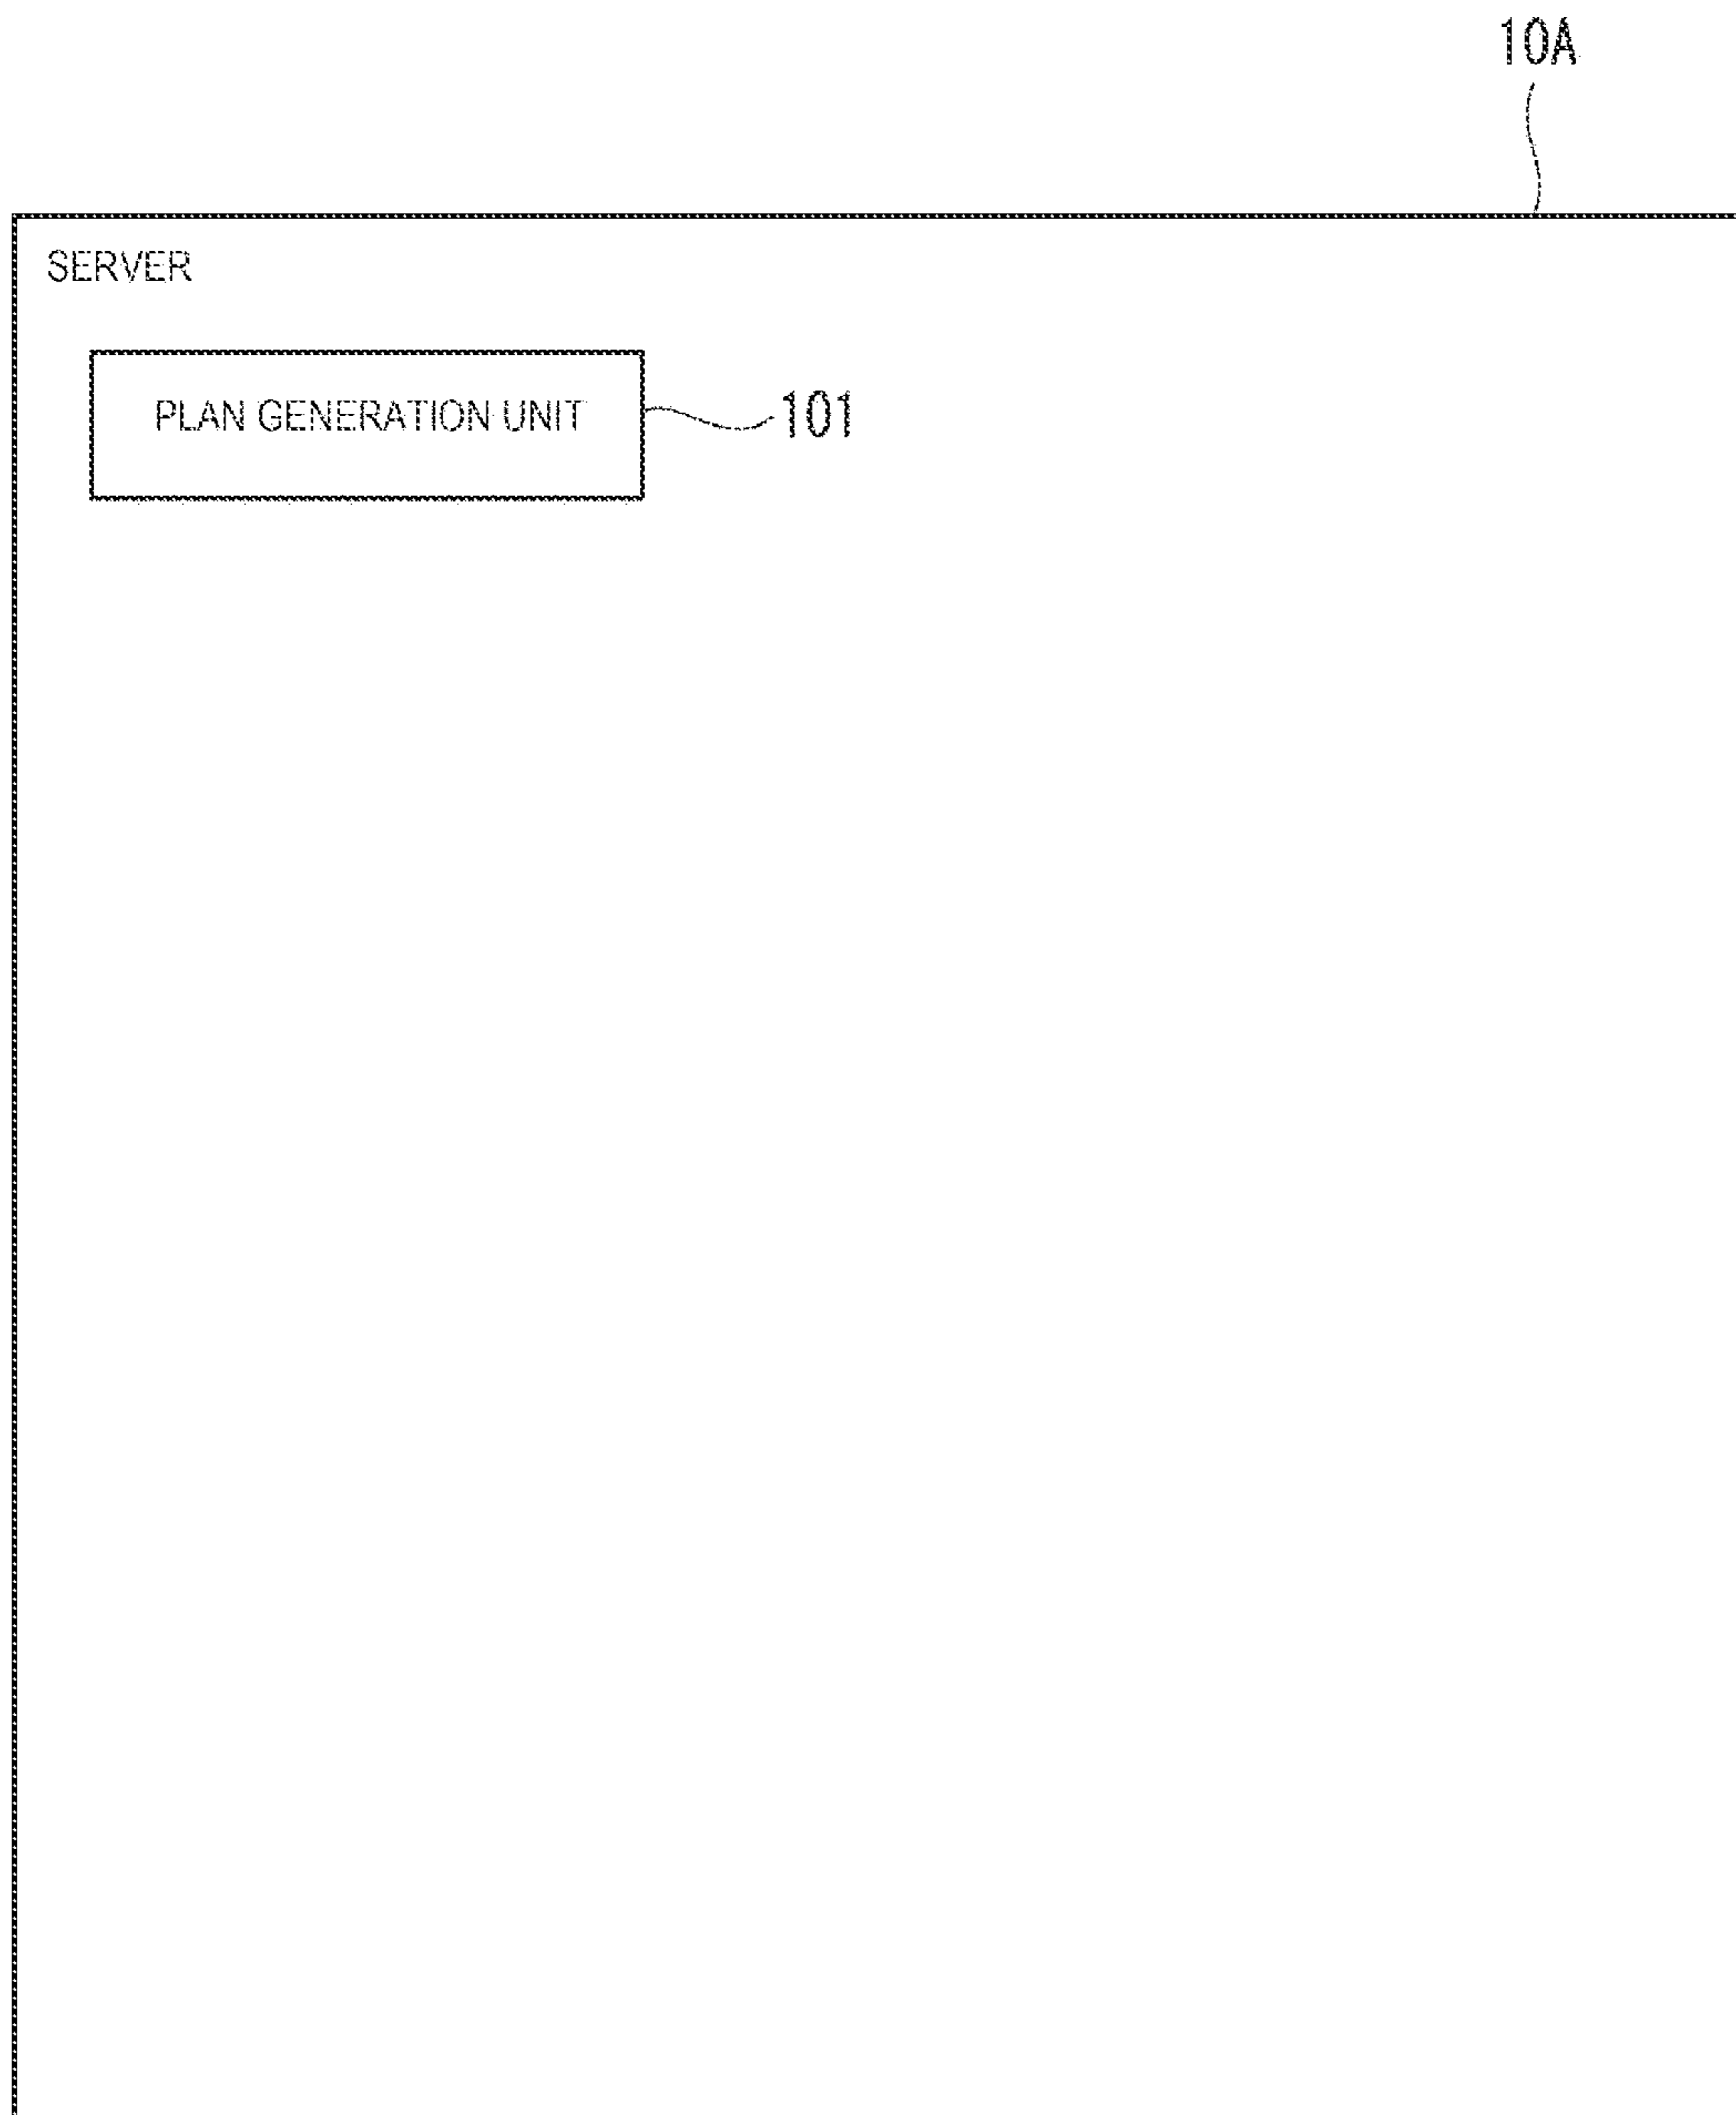 10A
SERVER
PLAN GENERATION UNIT
101